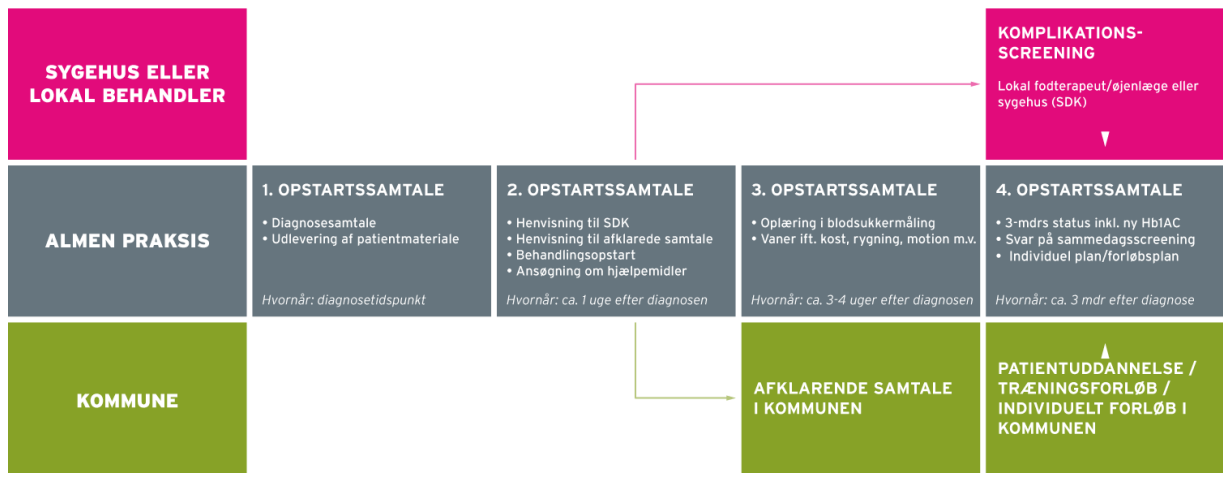 SYGEHUS ELLER
LOKAL BEHANDLER
KOMPLIKATIONS-
SCREENING
Lokal fodterapeut/øjenlæge eller
sygehus (SDK)
ALMEN PRAKSIS
1. OPSTARTSSAMTALE
• Diagnosesamtale
• Udlevering af patientmateriale
Hvornår: diagnosetidspunkt
2. OPSTARTSSAMTALE
• Henvisning til SDK
• Henvisning til afklarede samtale
• Behandlingsopstart
• Ansøgning om hjælpemidler
Hvornår: ca. 1 uge efter diagnosen
3. OPSTARTSSAMTALE
• Oplæring i blodsukkermåling
• Vaner ift. kost, rygning, motion m.v.
Hvornår: ca. 3-4 uger efter diagnosen
4. OPSTARTSSAMTALE
• 3-mdrs status inkl. ny Hb1AC
• Svar på sammedagsscreening
• Individuel plan/forløbsplan
Hvornår: ca. 3 mdr efter diagnose
KOMMUNE
AFKLARENDE SAMTALE
I KOMMUNEN
PATIENTUDDANNELSE /
TRÆNINGSFORLØB /
INDIVIDUELT FORLØB I
KOMMUNEN